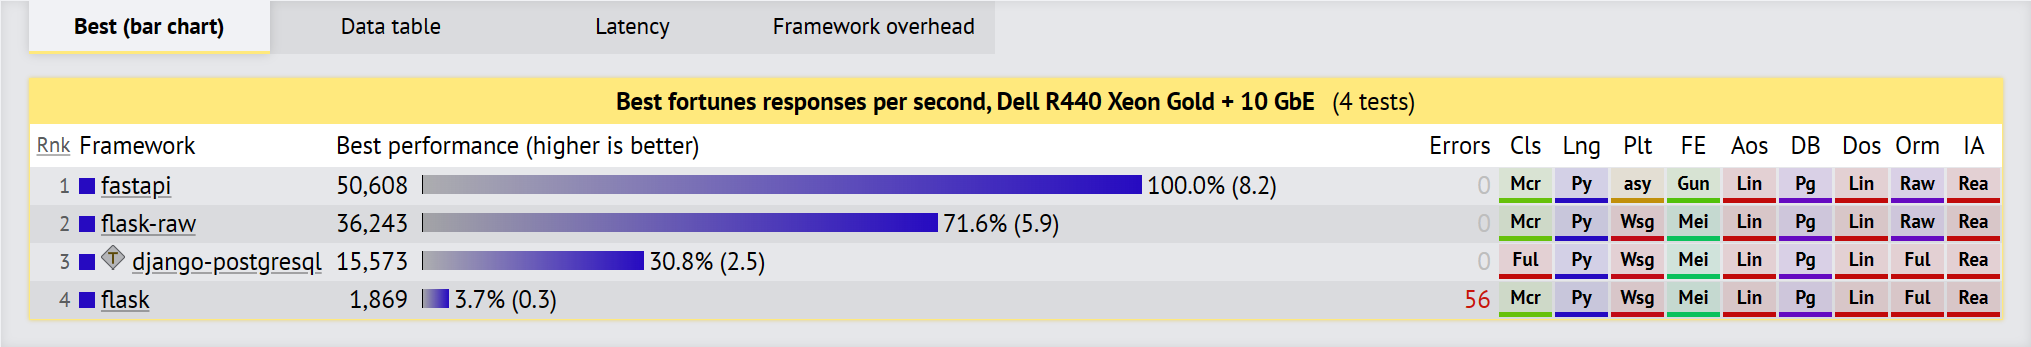 Best (bar chart) Data table Latency Framework overhead
Best fortunes responses per second, Dell R440 Xeon Gold + 10 GbE (4 tests)
Rnk Framework Best performance (higher is better) Errors Cls Lng Plt FE Aos DB Dos Orm IA
1 fastapi 50,608 100.0% (8.2) 0 Mcr Py asy Gun Lin Pg Lin Raw Rea
2 flask-raw 36,243 71.6% (5.9) 0 Mcr Py Wsg Mei Lin Pg Lin Raw Rea
3 T django-postgresql 15,573 30.8% (2.5) 0 Ful Py Wsg Mei Lin Pg Lin Ful Rea
4 flask 1,869 3.7% (0.3) 56 Mcr Py Wsg Mei Lin Pg Lin Ful Rea